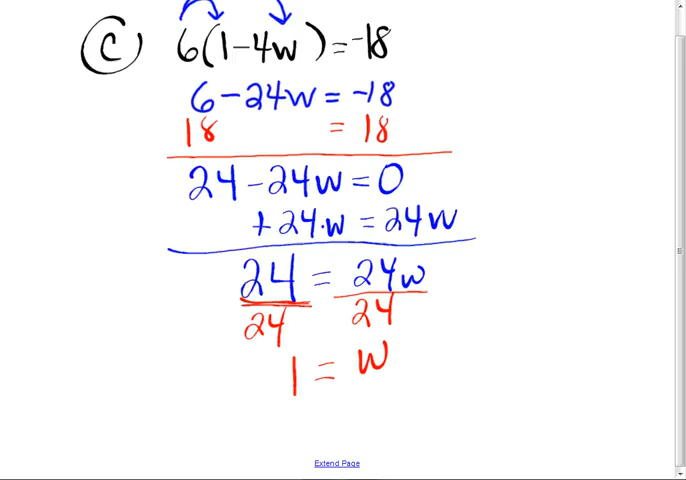 (C) 6(1-4w)=-18
6-24w=-18
18 = 18
24-24w=0
+24·w=24w
24 = 24w
24 24
1 = w
Extend Page